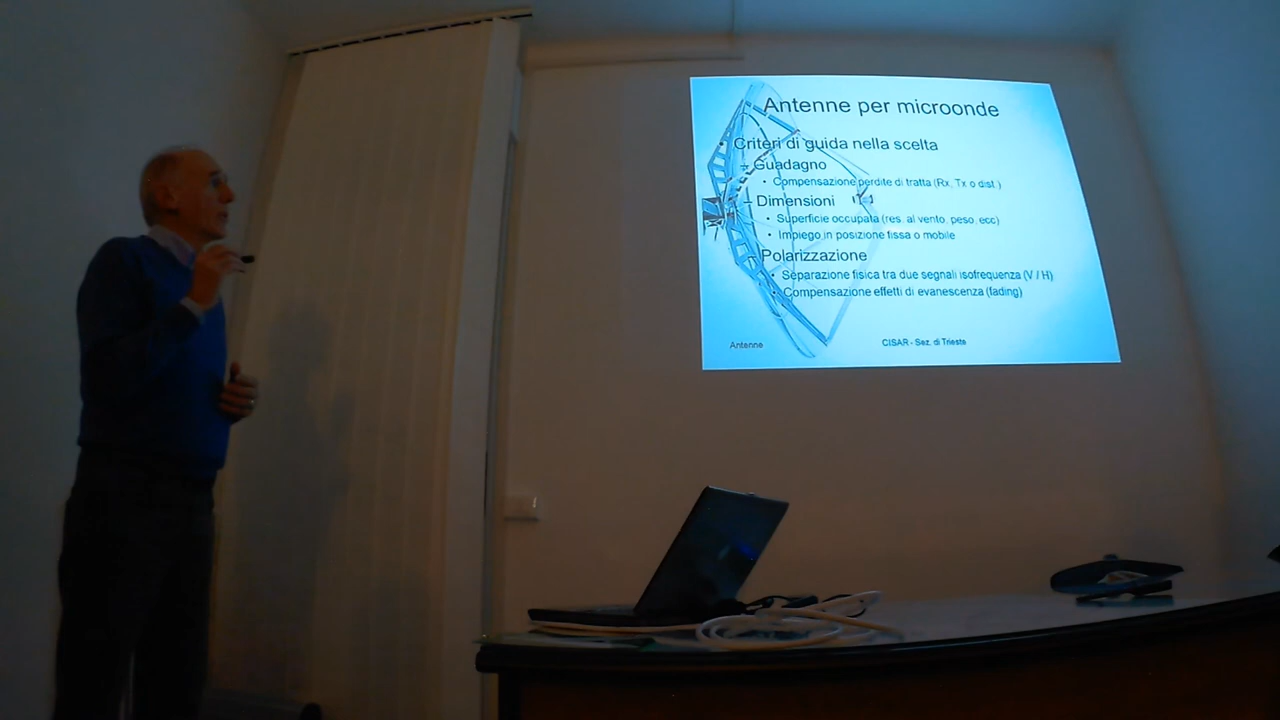 Antenne per microonde
• Criteri di guida nella scelta
– Guadagno
• Compensazione perdite di tratta (Rx, Tx o dist.)
– Dimensioni
• Superficie occupata (res. al vento, peso, ecc)
• Impiego in posizione fissa o mobile
– Polarizzazione
• Separazione fisica tra due segnali isofrequenza (V / H)
• Compensazione effetti di evanescenza (fading)
Antenne
CISAR - Sez. di Trieste